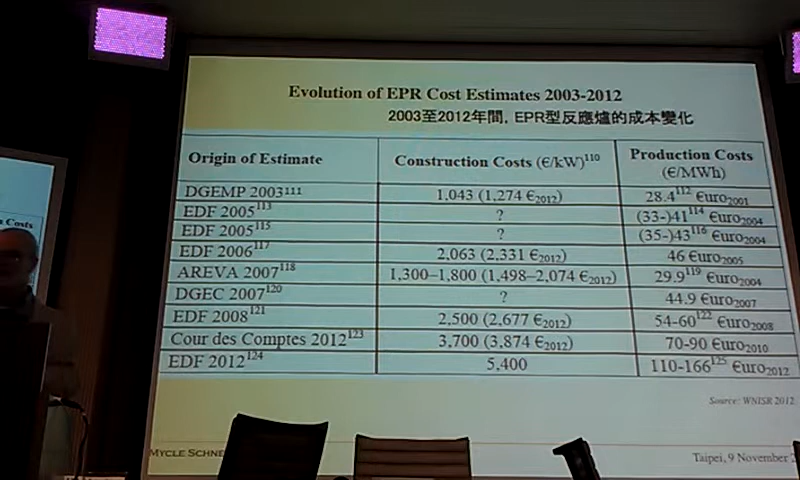 Evolution of EPR Cost Estimates 2003-2012
2003至2012年間, EPR型反應爐的成本變化
Origin of Estimate Construction Costs (€/kW)110 Production Costs (€/MWh)
DGEMP 2003111 1,043 (1,274 €2012) 28.4112 €uro2001
EDF 2005113 ? (33-)41114 €uro2004
EDF 2005115 ? (35-)43116 €uro2004
EDF 2006117 2,063 (2,331 €2012) 46 €uro2005
AREVA 2007118 1,300–1,800 (1,498–2,074 €2012) 29.9119 €uro2004
DGEC 2007120 ? 44.9 €uro2007
EDF 2008121 2,500 (2,677 €2012) 54-60122 €uro2008
Cour des Comptes 2012123 3,700 (3,874 €2012) 70-90 €uro2010
EDF 2012124 5,400 110-166125 €uro2012
Source: WNISR 2012
MYCLE SCHNE
Taipei, 9 November 2
Costs